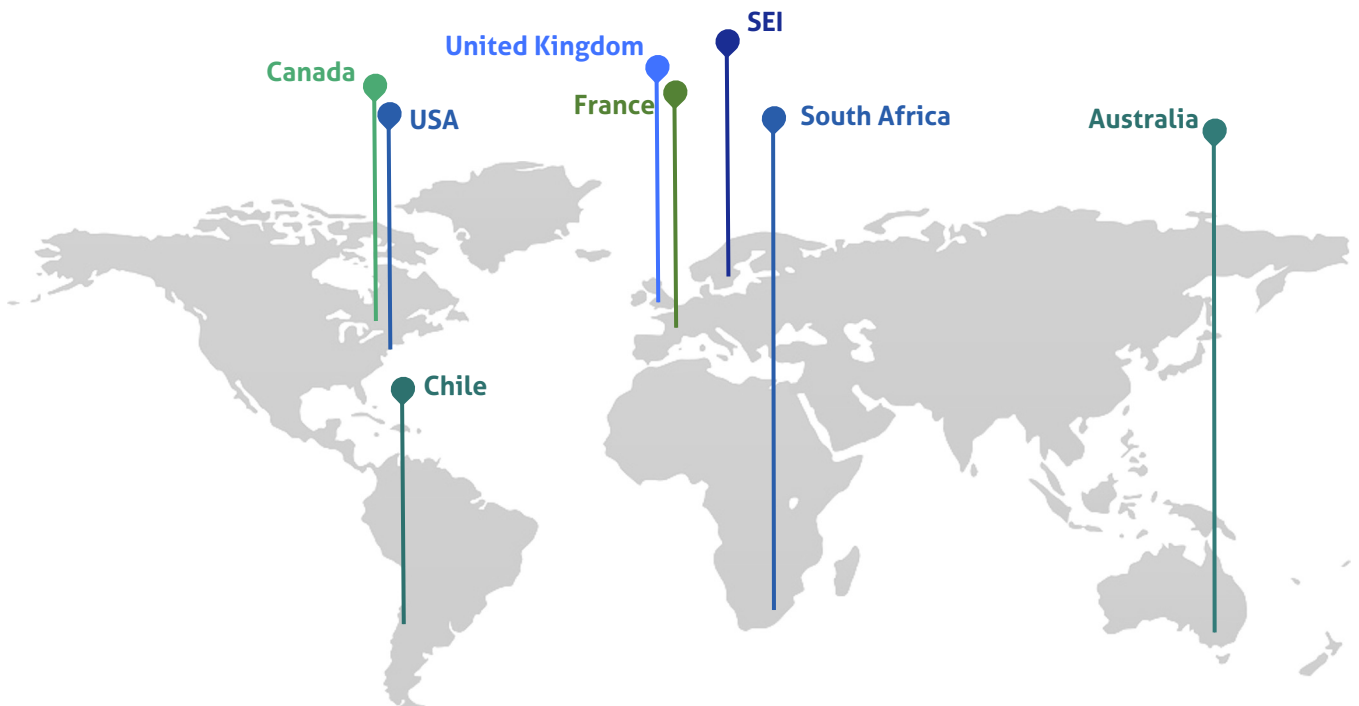 SEI
United Kingdom
Canada
France
USA
South Africa
Australia
Chile